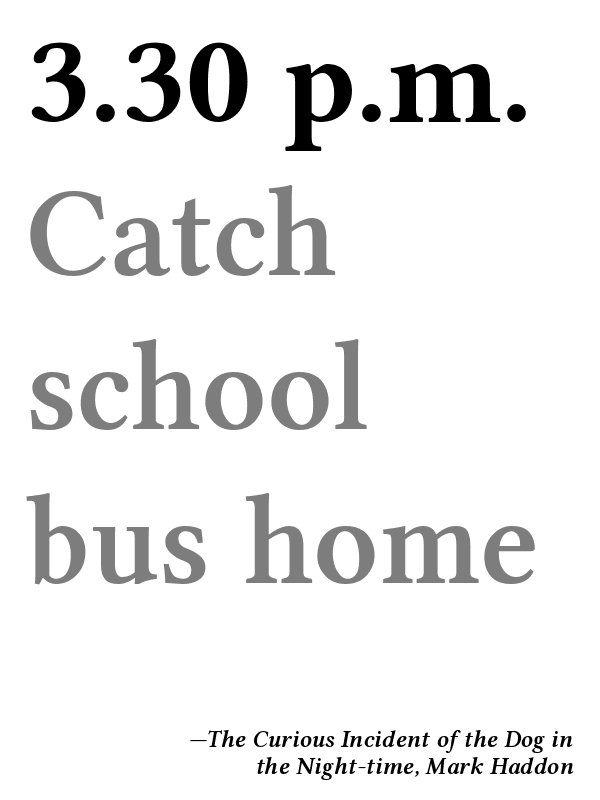 3.30 p.m.
Catch
school
bus home
—The Curious Incident of the Dog in
the Night-time, Mark Haddon